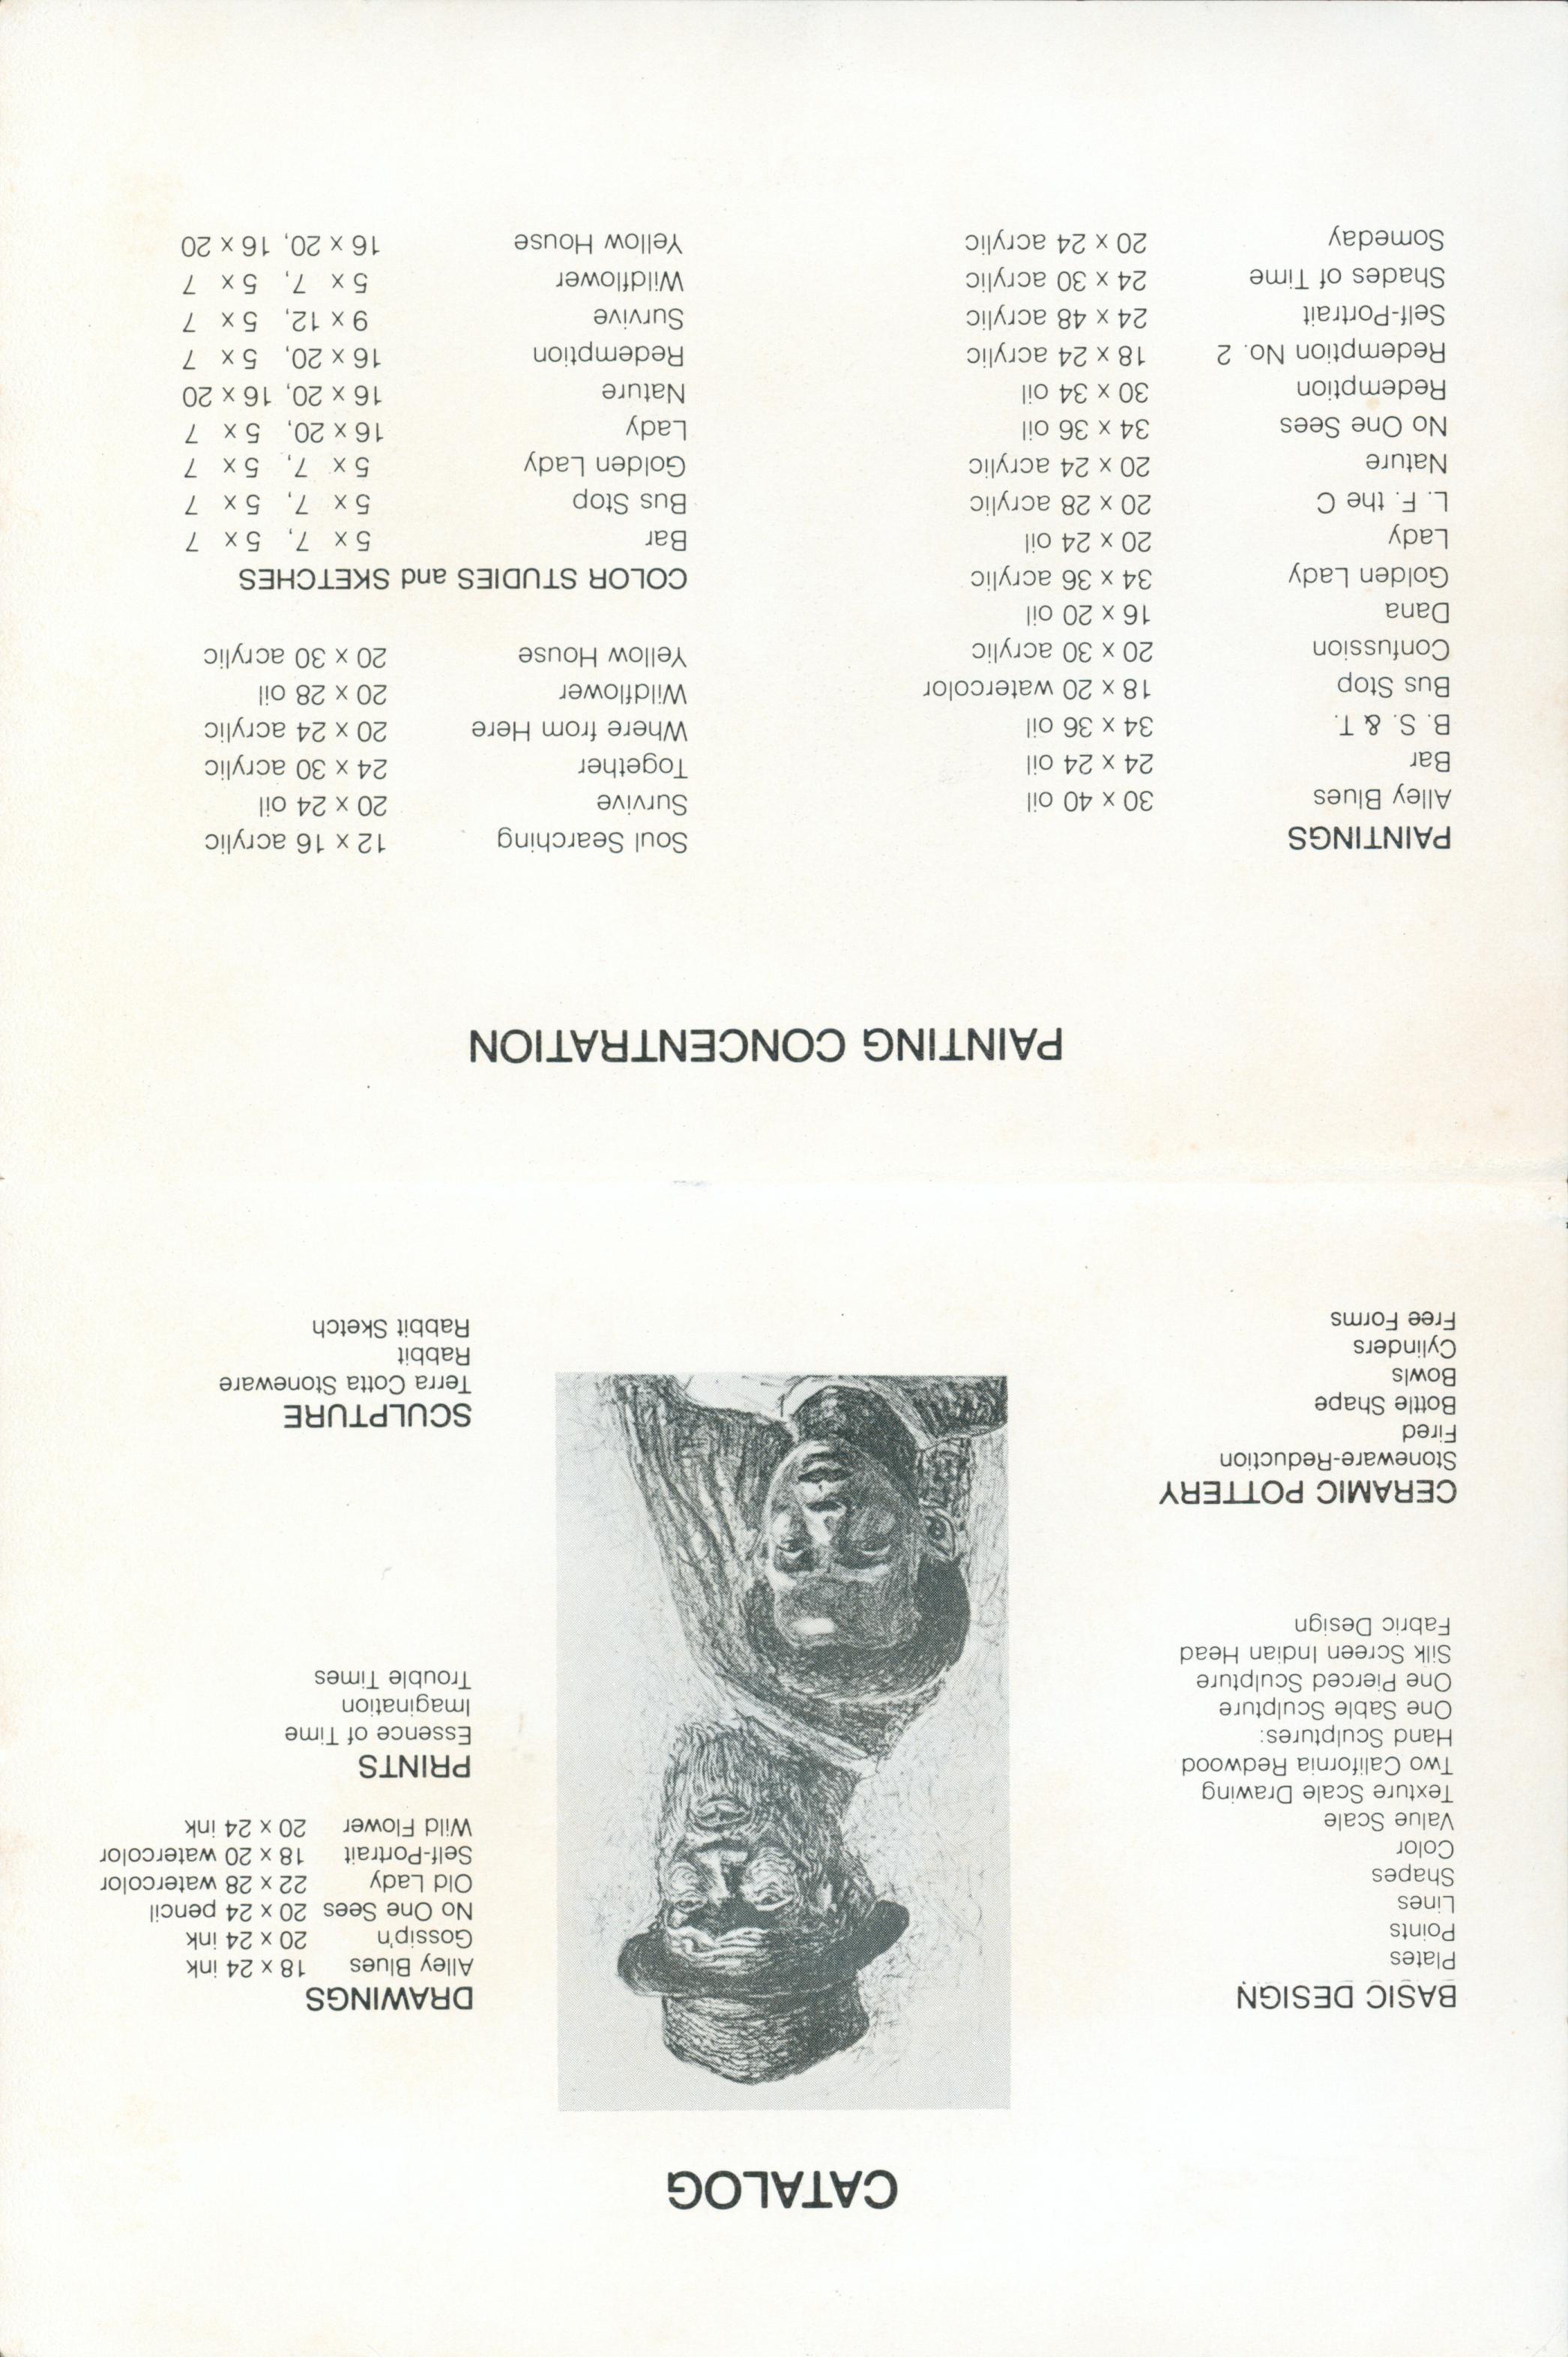 CATALOG
BASIC DESIGN
Plates
Points
Lines
Shapes
Color
Value Scale
Texture Scale Drawing
Two California Redwood
Hand Sculptures:
One Sable Sculpture
One Pierced Sculpture
Silk Screen Indian Head
Fabric Design
CERAMIC POTTERY
Stoneware-Reduction
Fired
Bottle Shape
Bowls
Cylinders
Free Forms
DRAWINGS
Alley Blues 18 x 24 ink
Gossip'n 20 x 24 ink
No One Sees 20 x 24 pencil
Old Lady 22 x 28 watercolor
Self-Portrait 18 x 20 watercolor
Wild Flower 20 x 24 ink
PRINTS
Essence of Time
Imagination
Trouble Times
SCULPTURE
Terra Cotta Stoneware
Rabbit
Rabbit Sketch
PAINTING CONCENTRATION
PAINTINGS
Alley Blues 30 x 40 oil
Bar 24 x 24 oil
B. S. & T. 34 x 36 oil
Bus Stop 18 x 20 watercolor
Confussion 20 x 30 acrylic
Dana 16 x 20 oil
Golden Lady 34 x 36 acrylic
Lady 20 x 24 oil
L. F. the C 20 x 28 acrylic
Nature 20 x 24 acrylic
No One Sees 34 x 36 oil
Redemption 30 x 34 oil
Redemption No. 2 18 x 24 acrylic
Self-Portrait 24 x 48 acrylic
Shades of Time 24 x 30 acrylic
Someday 20 x 24 acrylic
Soul Searching 12 x 16 acrylic
Survive 20 x 24 oil
Together 24 x 30 acrylic
Where from Here 20 x 24 acrylic
Wildflower 20 x 28 oil
Yellow House 20 x 30 acrylic
COLOR STUDIES and SKETCHES
Bar 5 x 7, 5 x 7
Bus Stop 5 x 7, 5 x 7
Golden Lady 5 x 7, 5 x 7
Lady 16 x 20, 5 x 7
Nature 16 x 20, 16 x 20
Redemption 16 x 20, 5 x 7
Survive 9 x 12, 5 x 7
Wildflower 5 x 7, 5 x 7
Yellow House 16 x 20, 16 x 20